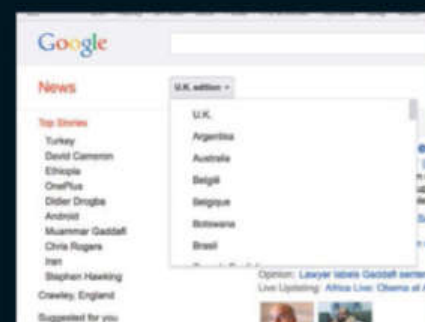 Google
News
U.K. edition
U.K.
Argentina
Australia
België
Belgique
Botswana
Brasil
Top Stories
Turkey
David Cameron
Ethiopia
OnePlus
Didier Drogba
Android
Muammar Gaddafi
Chris Rogers
Iran
Stephen Hawking
Crawley, England
Suggested for you
Opinion: Lawyer labels Gaddafi senten
Live Updating: Africa Live: Obama at A